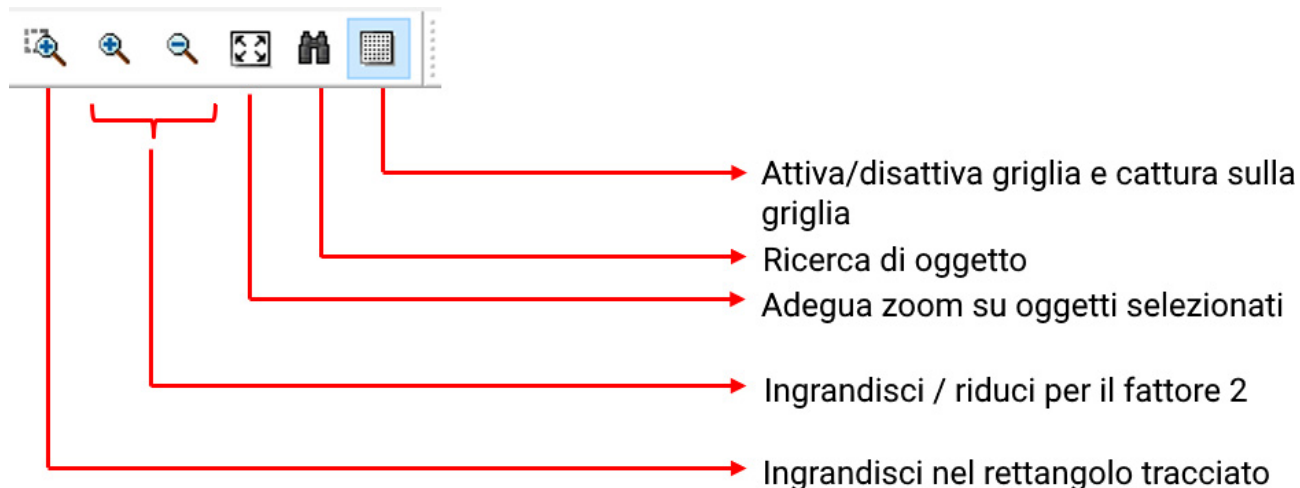 Attiva/disattiva griglia e cattura sulla
griglia
Ricerca di oggetto
Adegua zoom su oggetti selezionati
Ingrandisci / riduci per il fattore 2
Ingrandisci nel rettangolo tracciato